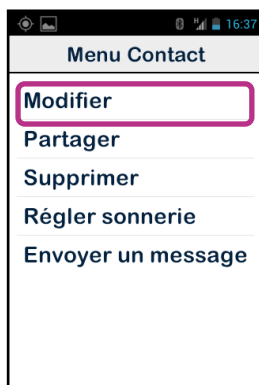 H 16:37
Menu Contact
Modifier
Partager
Supprimer
Régler sonnerie
Envoyer un message